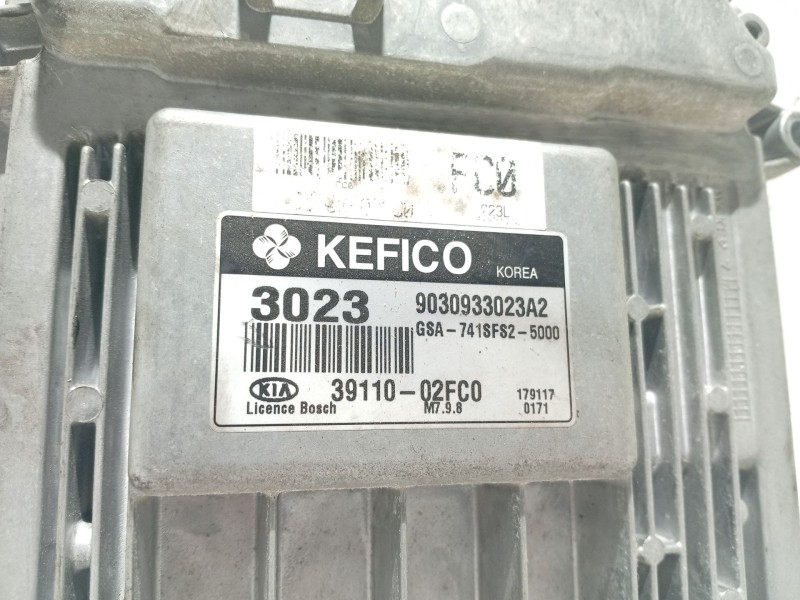 FC0
KEFICO KOREA
3023 9030933023A2
GSA-741SFS2-5000
KIA 39110-02FC0 179117
Licence Bosch M7.9.8 0171